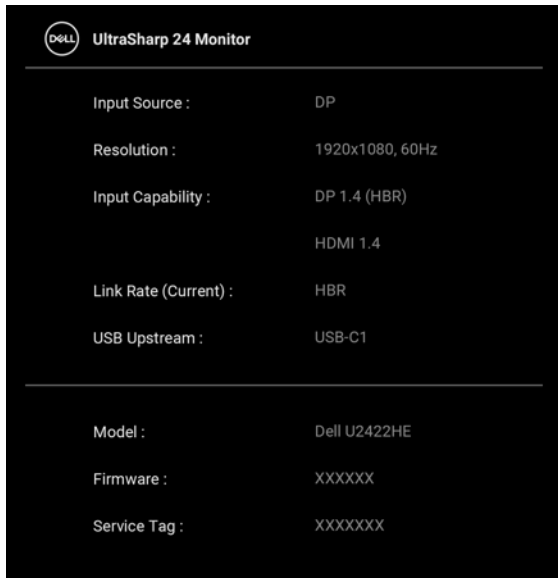 DELL UltraSharp 24 Monitor
Input Source : DP
Resolution : 1920x1080, 60Hz
Input Capability : DP 1.4 (HBR)
HDMI 1.4
Link Rate (Current) : HBR
USB Upstream : USB-C1
Model : Dell U2422HE
Firmware : XXXXXX
Service Tag : XXXXXXX